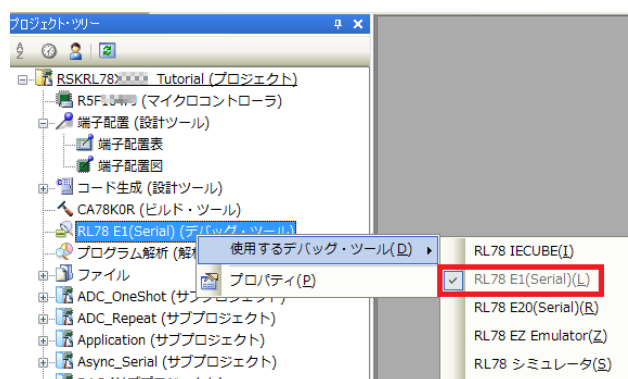 プロジェクト・ツリー
RSKRL78 Tutorial (プロジェクト)
R5F (マイクロコントローラ)
端子配置 (設計ツール)
端子配置表
端子配置図
コード生成 (設計ツール)
CA78K0R (ビルド・ツール)
RL78 E1(Serial) (デバッグ・ツール)
プログラム解析 (解
ファイル
ADC_OneShot (サブプロジェクト)
ADC_Repeat (サブプロジェクト)
Application (サブプロジェクト)
Async_Serial (サブプロジェクト)
使用するデバッグ・ツール(D)
プロパティ(P)
RL78 IECUBE(I)
RL78 E1(Serial)(L)
RL78 E20(Serial)(R)
RL78 EZ Emulator(Z)
RL78 シミュレータ(S)